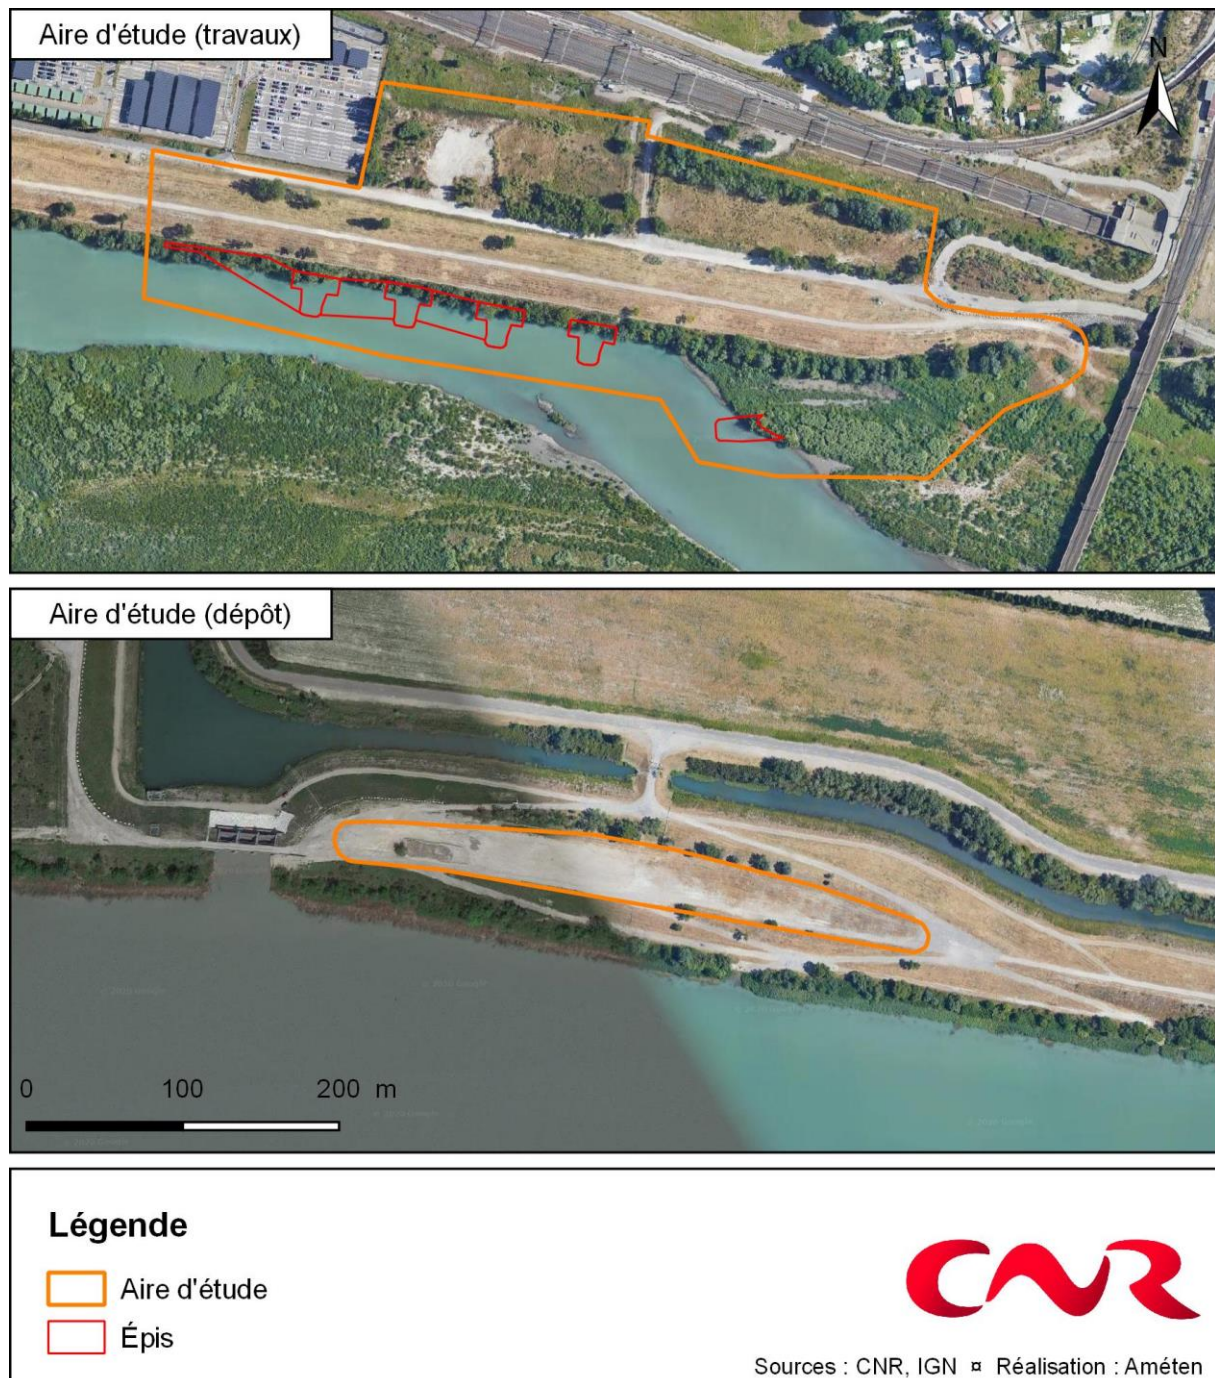 Aire d'étude (travaux)
N
Aire d'étude (dépôt)
0 100 200 m
Légende
Aire d'étude
Épis
CNR
Sources : CNR, IGN ¤ Réalisation : Améten